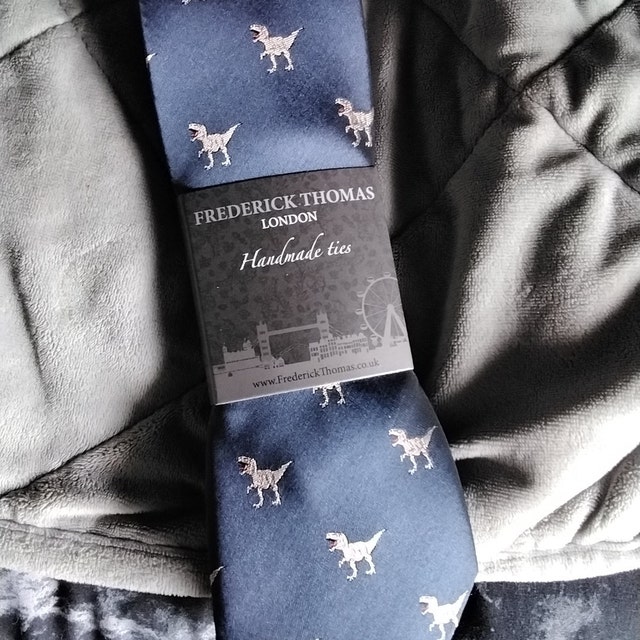 FREDERICK THOMAS
LONDON
Handmade ties
www.FrederickThomas.co.uk